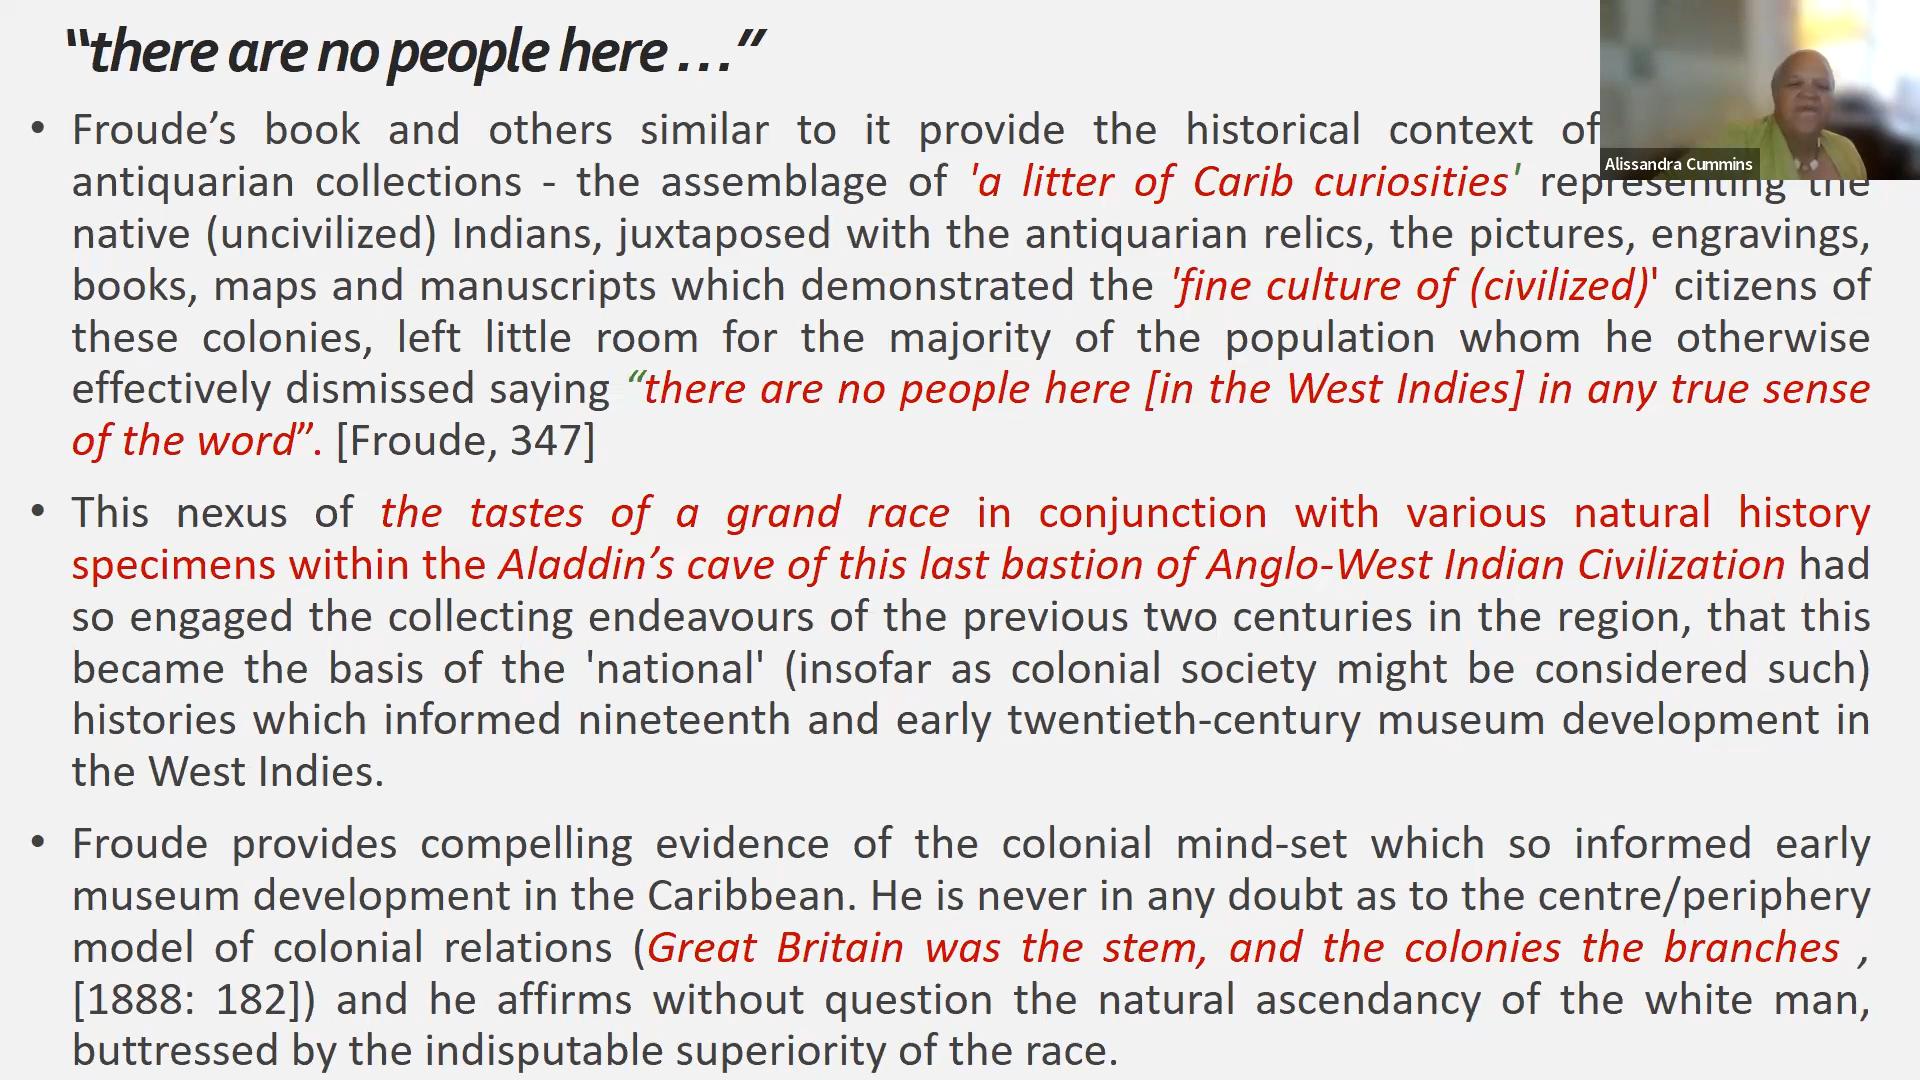 “there are no people here …”
• Froude’s book and others similar to it provide the historical context of
antiquarian collections - the assemblage of 'a litter of Carib curiosities' representing the
native (uncivilized) Indians, juxtaposed with the antiquarian relics, the pictures, engravings,
books, maps and manuscripts which demonstrated the 'fine culture of (civilized)' citizens of
these colonies, left little room for the majority of the population whom he otherwise
effectively dismissed saying “there are no people here [in the West Indies] in any true sense
of the word”. [Froude, 347]
• This nexus of the tastes of a grand race in conjunction with various natural history
specimens within the Aladdin’s cave of this last bastion of Anglo-West Indian Civilization had
so engaged the collecting endeavours of the previous two centuries in the region, that this
became the basis of the 'national' (insofar as colonial society might be considered such)
histories which informed nineteenth and early twentieth-century museum development in
the West Indies.
• Froude provides compelling evidence of the colonial mind-set which so informed early
museum development in the Caribbean. He is never in any doubt as to the centre/periphery
model of colonial relations (Great Britain was the stem, and the colonies the branches ,
[1888: 182]) and he affirms without question the natural ascendancy of the white man,
buttressed by the indisputable superiority of the race.
Alissandra Cummins